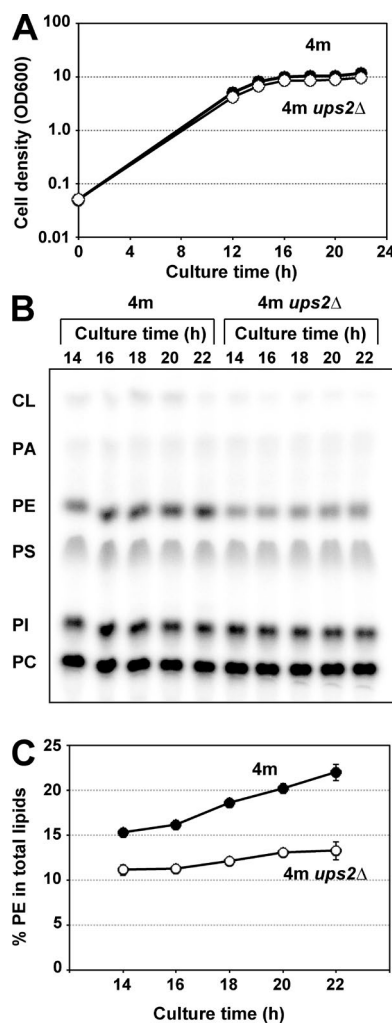 A
Cell density (OD600)
100
10
1.0
0.1
0.01
4m
4m ups2Δ
0 4 8 12 16 20 24
Culture time (h)
B
4m 4m ups2Δ
Culture time (h) Culture time (h)
14 16 18 20 22 14 16 18 20 22
CL
PA
PE
PS
PI
PC
C
% PE in total lipids
25
20
15
10
5
0
4m
4m ups2Δ
14 16 18 20 22
Culture time (h)